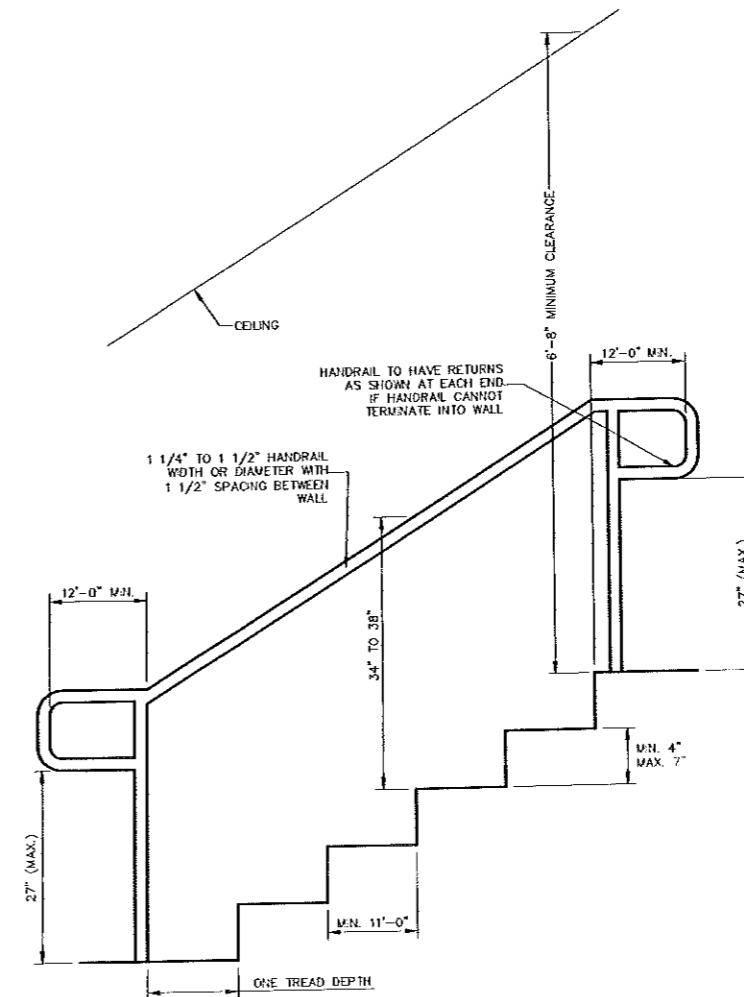 CEILING
6'-8" MINIMUM CLEARANCE
12'-0" MIN.
HANDRAIL TO HAVE RETURNS
AS SHOWN AT EACH END
IF HANDRAIL CANNOT
TERMINATE INTO WALL
1 1/4" TO 1 1/2" HANDRAIL
WIDTH OR DIAMETER WITH
1 1/2" SPACING BETWEEN
WALL
12'-0" MIN.
34" TO 38"
27" (MAX.)
MIN. 4"
MAX. 7"
27" (MAX.)
MIN. 11'-0"
ONE TREAD DEPTH